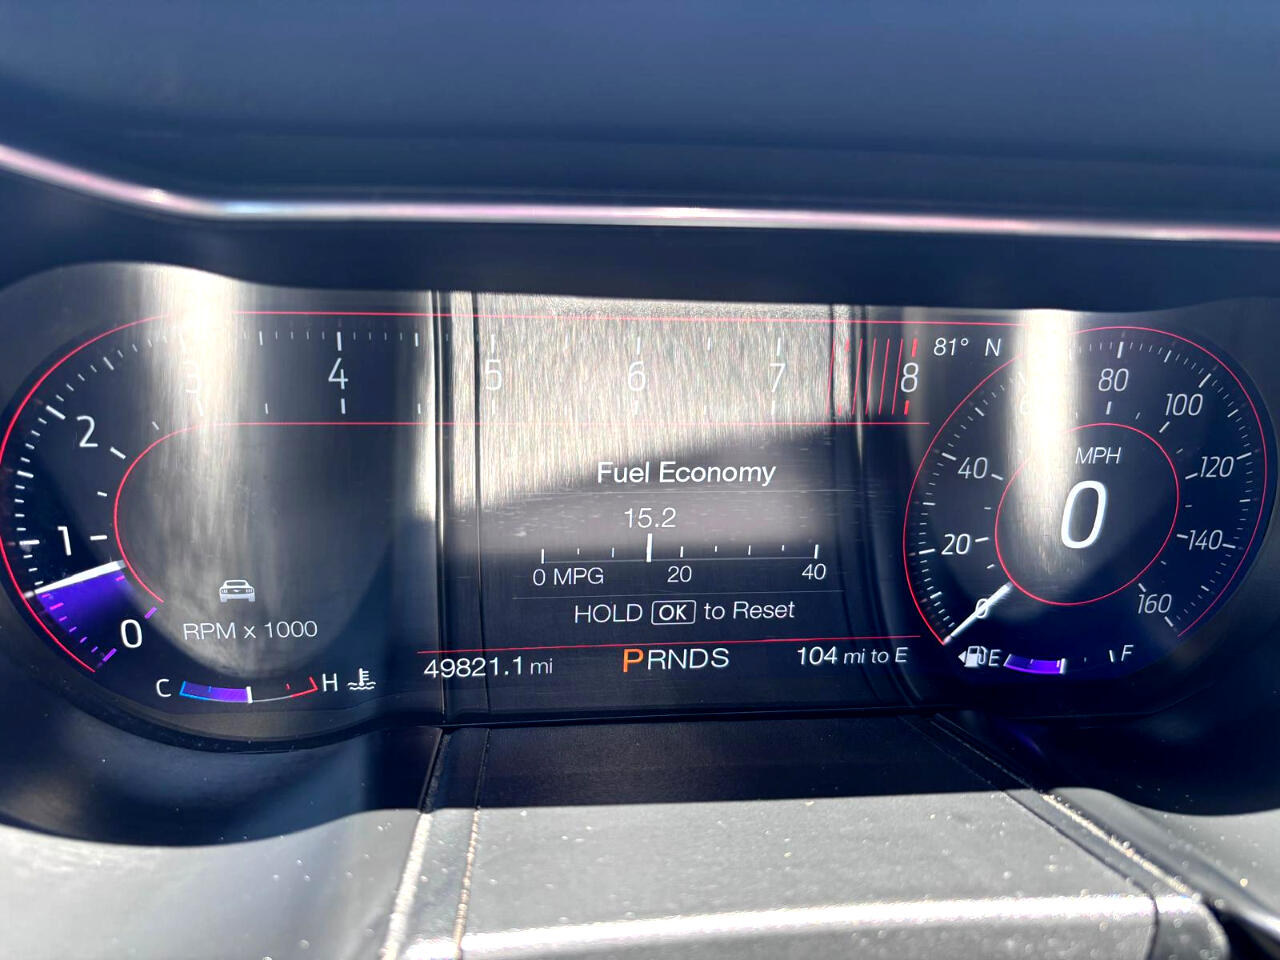 0 1 2 3 4 5 6 7 8
81° N
RPM x 1000
C H
Fuel Economy
15.2
0 MPG 20 40
HOLD OK to Reset
49821.1 mi PRNDS 104 mi to E
0 20 40 60 80 100 120 140 160
MPH
0
E F